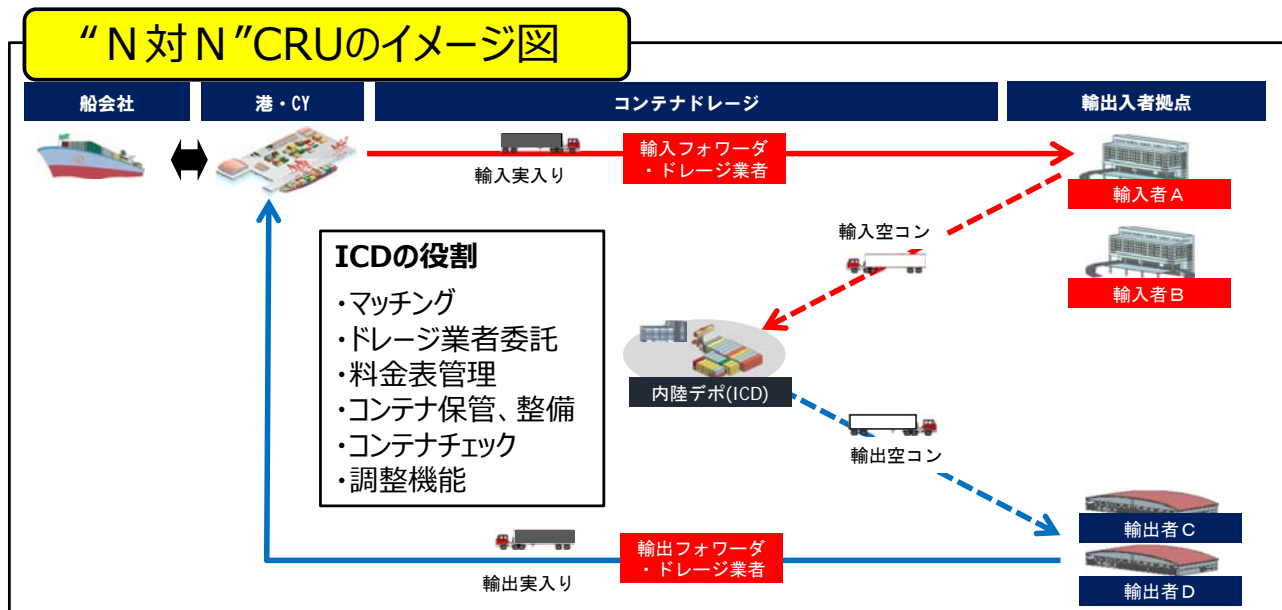 “Ｎ対Ｎ”CRUのイメージ図
船会社
港・CY
コンテナドレージ
輸出入者拠点
輸入実入り
輸入フォワーダ
・ドレージ業者
輸入者Ａ
輸入空コン
輸入者Ｂ
ICDの役割
・マッチング
・ドレージ業者委託
・料金表管理
・コンテナ保管、整備
・コンテナチェック
・調整機能
内陸デポ(ICD)
輸出空コン
輸出者Ｃ
輸出実入り
輸出フォワーダ
・ドレージ業者
輸出者Ｄ